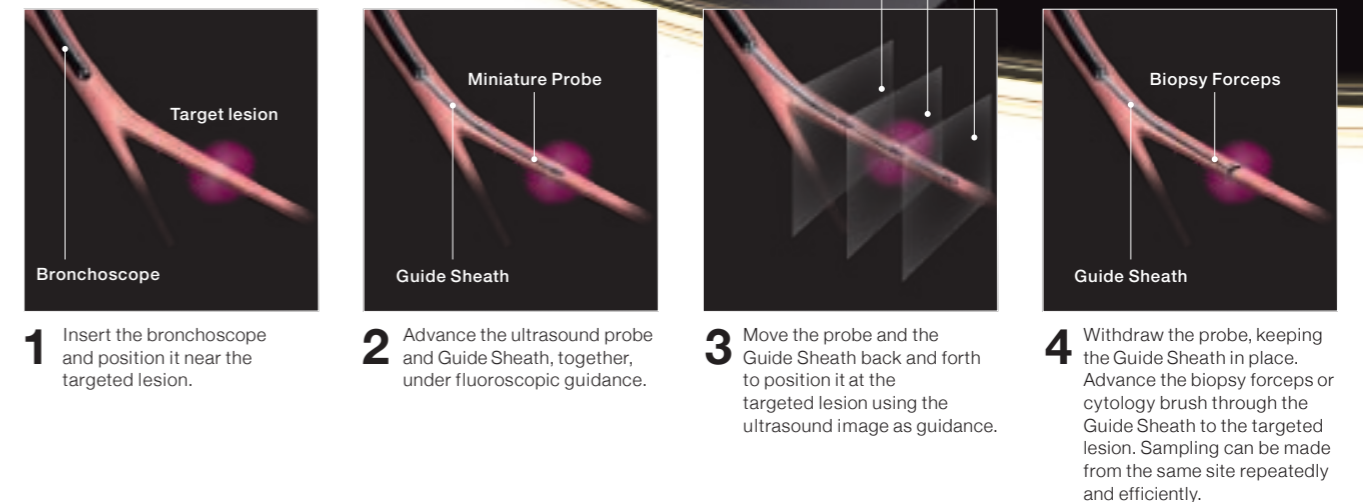 Target lesion
Bronchoscope
1 Insert the bronchoscope
and position it near the
targeted lesion.
Miniature Probe
Guide Sheath
2 Advance the ultrasound probe
and Guide Sheath, together,
under fluoroscopic guidance.
3 Move the probe and the
Guide Sheath back and forth
to position it at the
targeted lesion using the
ultrasound image as guidance.
Biopsy Forceps
Guide Sheath
4 Withdraw the probe, keeping
the Guide Sheath in place.
Advance the biopsy forceps or
cytology brush through the
Guide Sheath to the targeted
lesion. Sampling can be made
from the same site repeatedly
and efficiently.